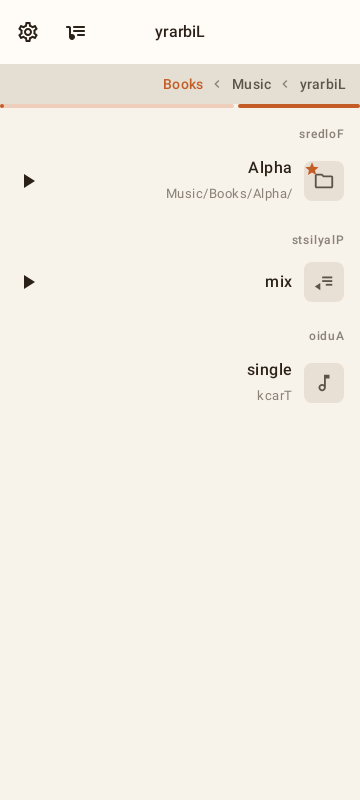 yrarbiL
yrarbiL Music Books
sredloF
Alpha
Music/Books/Alpha/
stsilyalP
mix
oiduA
single
kcarT